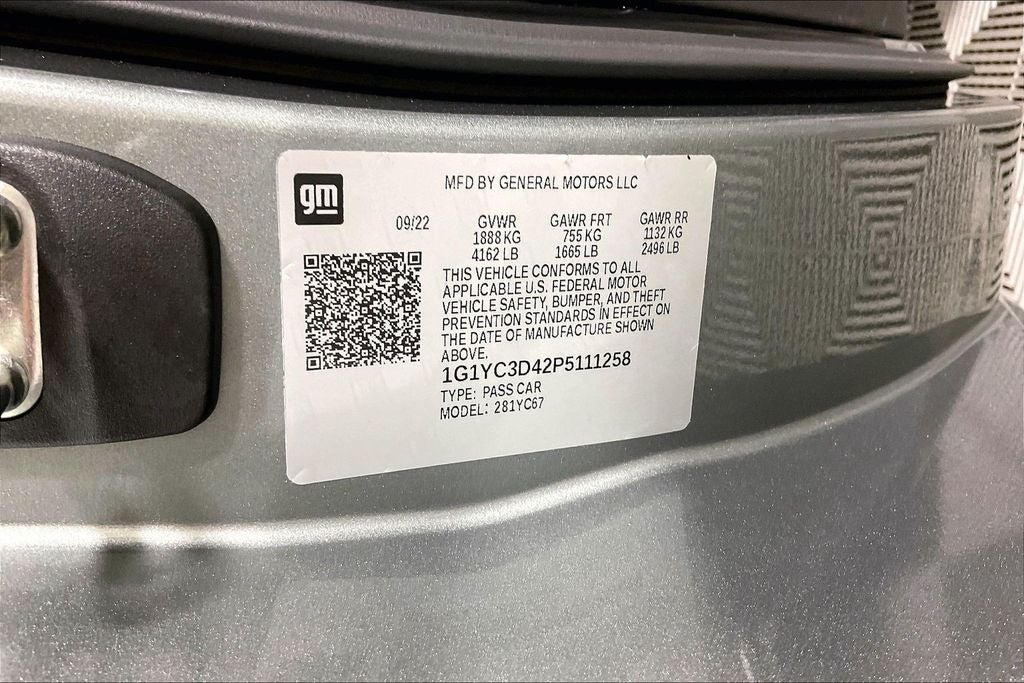 gm
MFD BY GENERAL MOTORS LLC
09/22 GVWR GAWR FRT GAWR RR
1888 KG 755 KG 1132 KG
4162 LB 1665 LB 2496 LB
THIS VEHICLE CONFORMS TO ALL
APPLICABLE U.S. FEDERAL MOTOR
VEHICLE SAFETY, BUMPER, AND THEFT
PREVENTION STANDARDS IN EFFECT ON
THE DATE OF MANUFACTURE SHOWN
ABOVE.
1G1YC3D42P5111258
TYPE: PASS CAR
MODEL: 281YC67